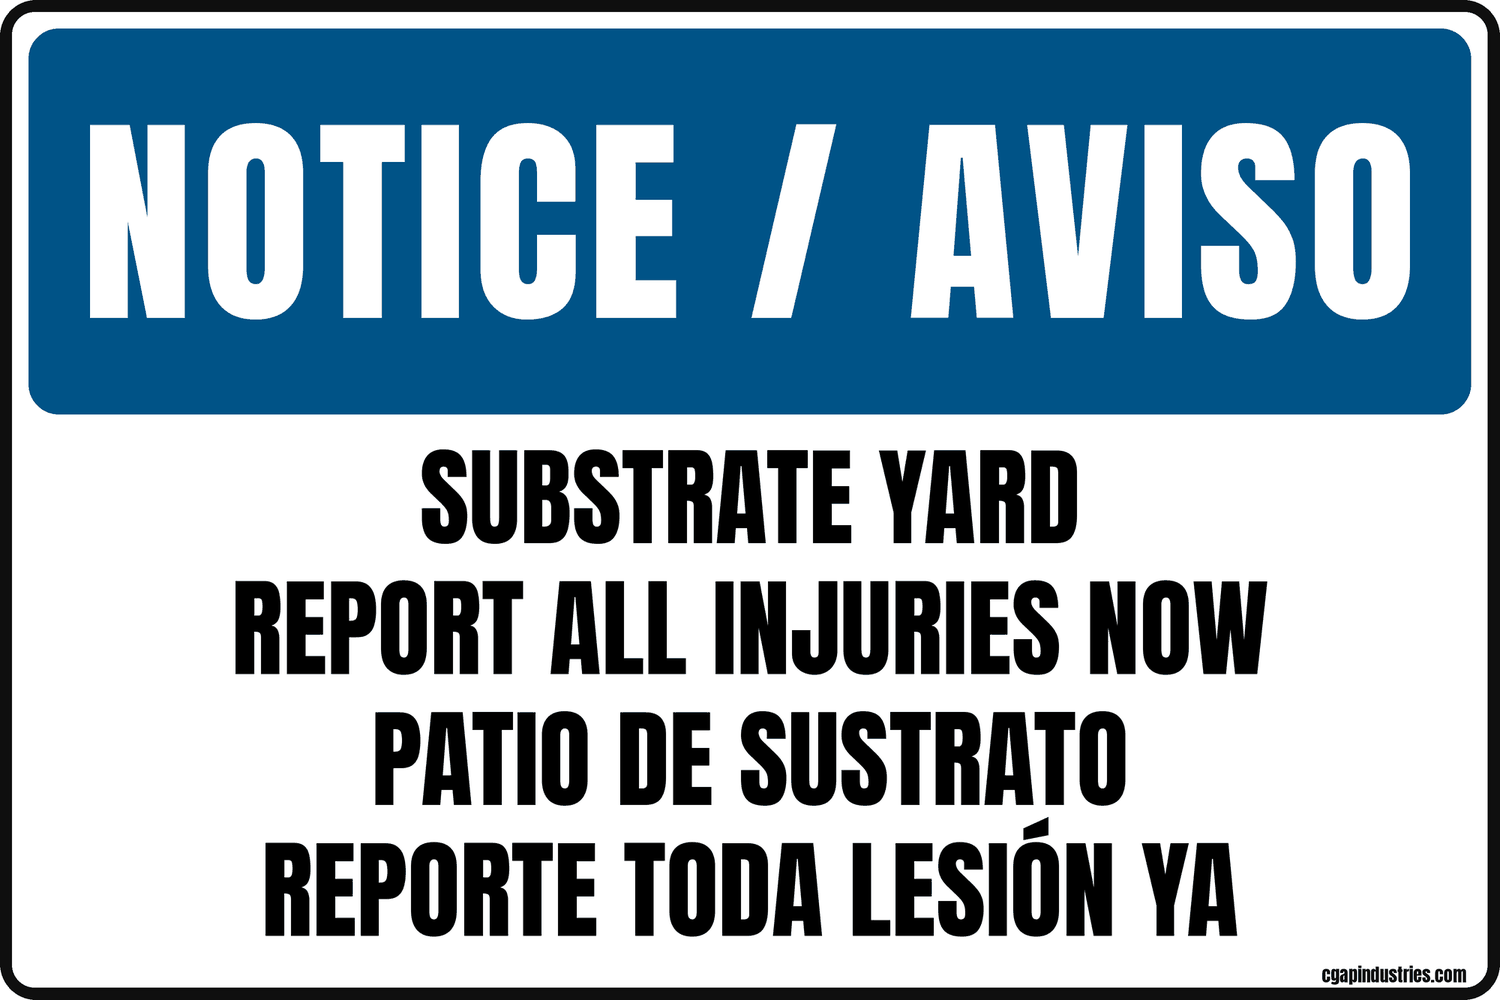 NOTICE / AVISO
SUBSTRATE YARD
REPORT ALL INJURIES NOW
PATIO DE SUSTRATO
REPORTE TODA LESIÓN YA
cgapindustries.com